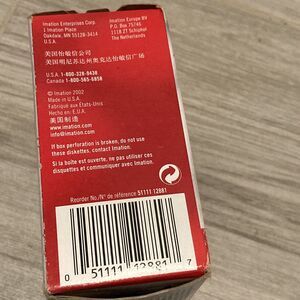 Imation Enterprises Corp.
1 Imation Place
Oakdale, MN 55128-3414
U.S.A.
Imation Europe BV
P.O. Box 75746
1118 ZT Schiphol
The Netherlands
美国怡敏信公司
美国明尼苏达州奥克达怡敏信广场
U.S.A. 1-800-328-9438
Canada 1-800-565-6858
© Imation 2002
Made in U.S.A.
Fabriqué aux États-Unis
Hecho en E.U.A.
美国制造
www.imation.com
If box perforation is broken, do not use
these diskettes, contact Imation.
Si la boîte est ouverte, ne pas utiliser ces
disquettes et communiquer avec Imation.
Reorder No./N° de référence 51111 12881
0 51111 12881 7